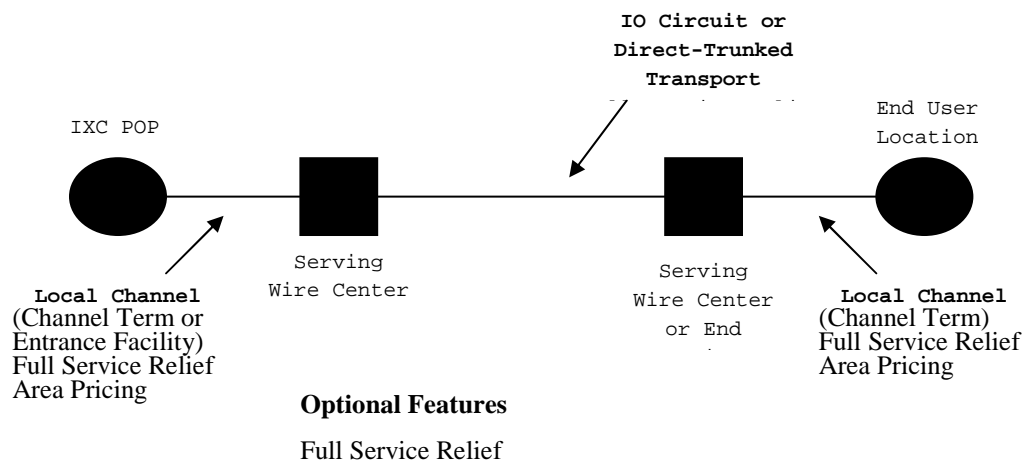 IO Circuit or
Direct-Trunked
Transport
IXC POP
End User
Location
Serving
Wire Center
Serving
Wire Center
or End
Local Channel
(Channel Term or
Entrance Facility)
Full Service Relief
Area Pricing
Local Channel
(Channel Term)
Full Service Relief
Area Pricing
Optional Features
Full Service Relief